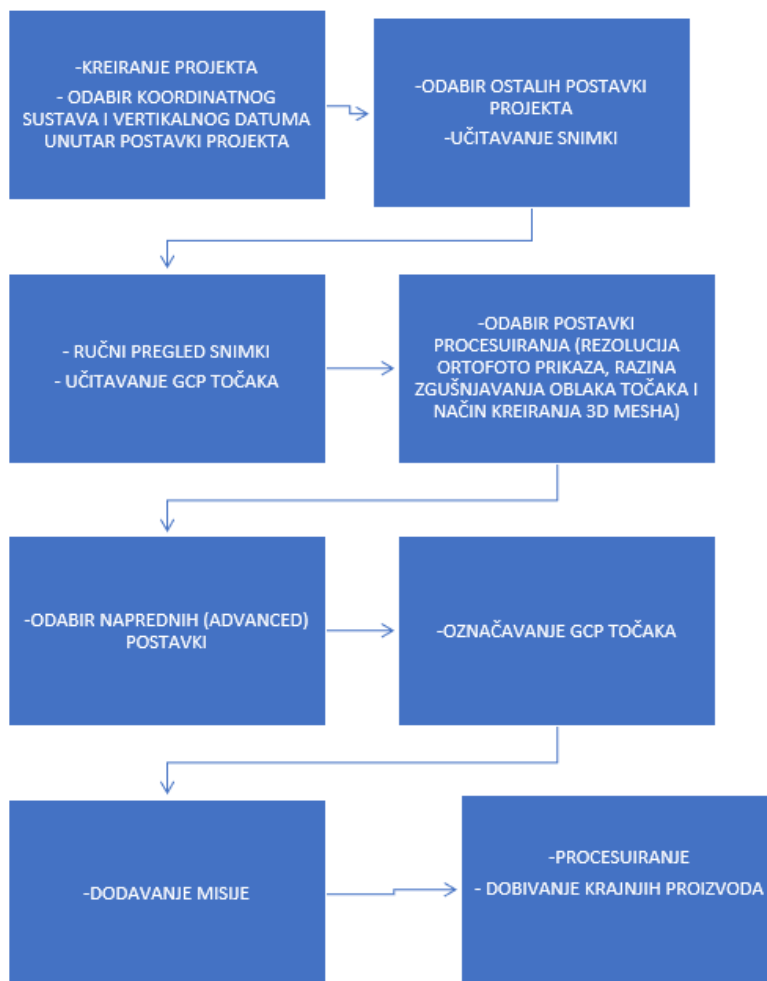 -KREIRANJE PROJEKTA
- ODABIR KOORDINATNOG
SUSTAVA I VERTIKALNOG DATUMA
UNUTAR POSTAVKI PROJEKTA
-ODABIR OSTALIH POSTAVKI
PROJEKTA
-UČITAVANJE SNIMKI
- RUČNI PREGLED SNIMKI
- UČITAVANJE GCP TOČAKA
-ODABIR POSTAVKI
PROCESUIRANJA (REZOLUCIJA
ORTOFOTO PRIKAZA, RAZINA
ZGUŠNJAVANJA OBLAKA TOČAKA I
NAČIN KREIRANJA 3D MESHA)
-ODABIR NAPREDNIH (ADVANCED)
POSTAVKI
-OZNAČAVANJE GCP TOČAKA
-DODAVANJE MISIJE
-PROCESUIRANJE
- DOBIVANJE KRAJNJIH PROIZVODA